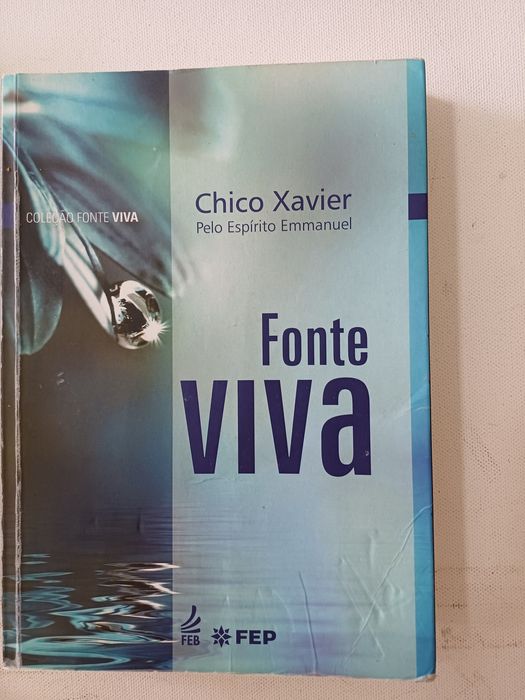 COLEÇÃO FONTE VIVA
Chico Xavier
Pelo Espírito Emmanuel
Fonte
viva
FEB
FEP